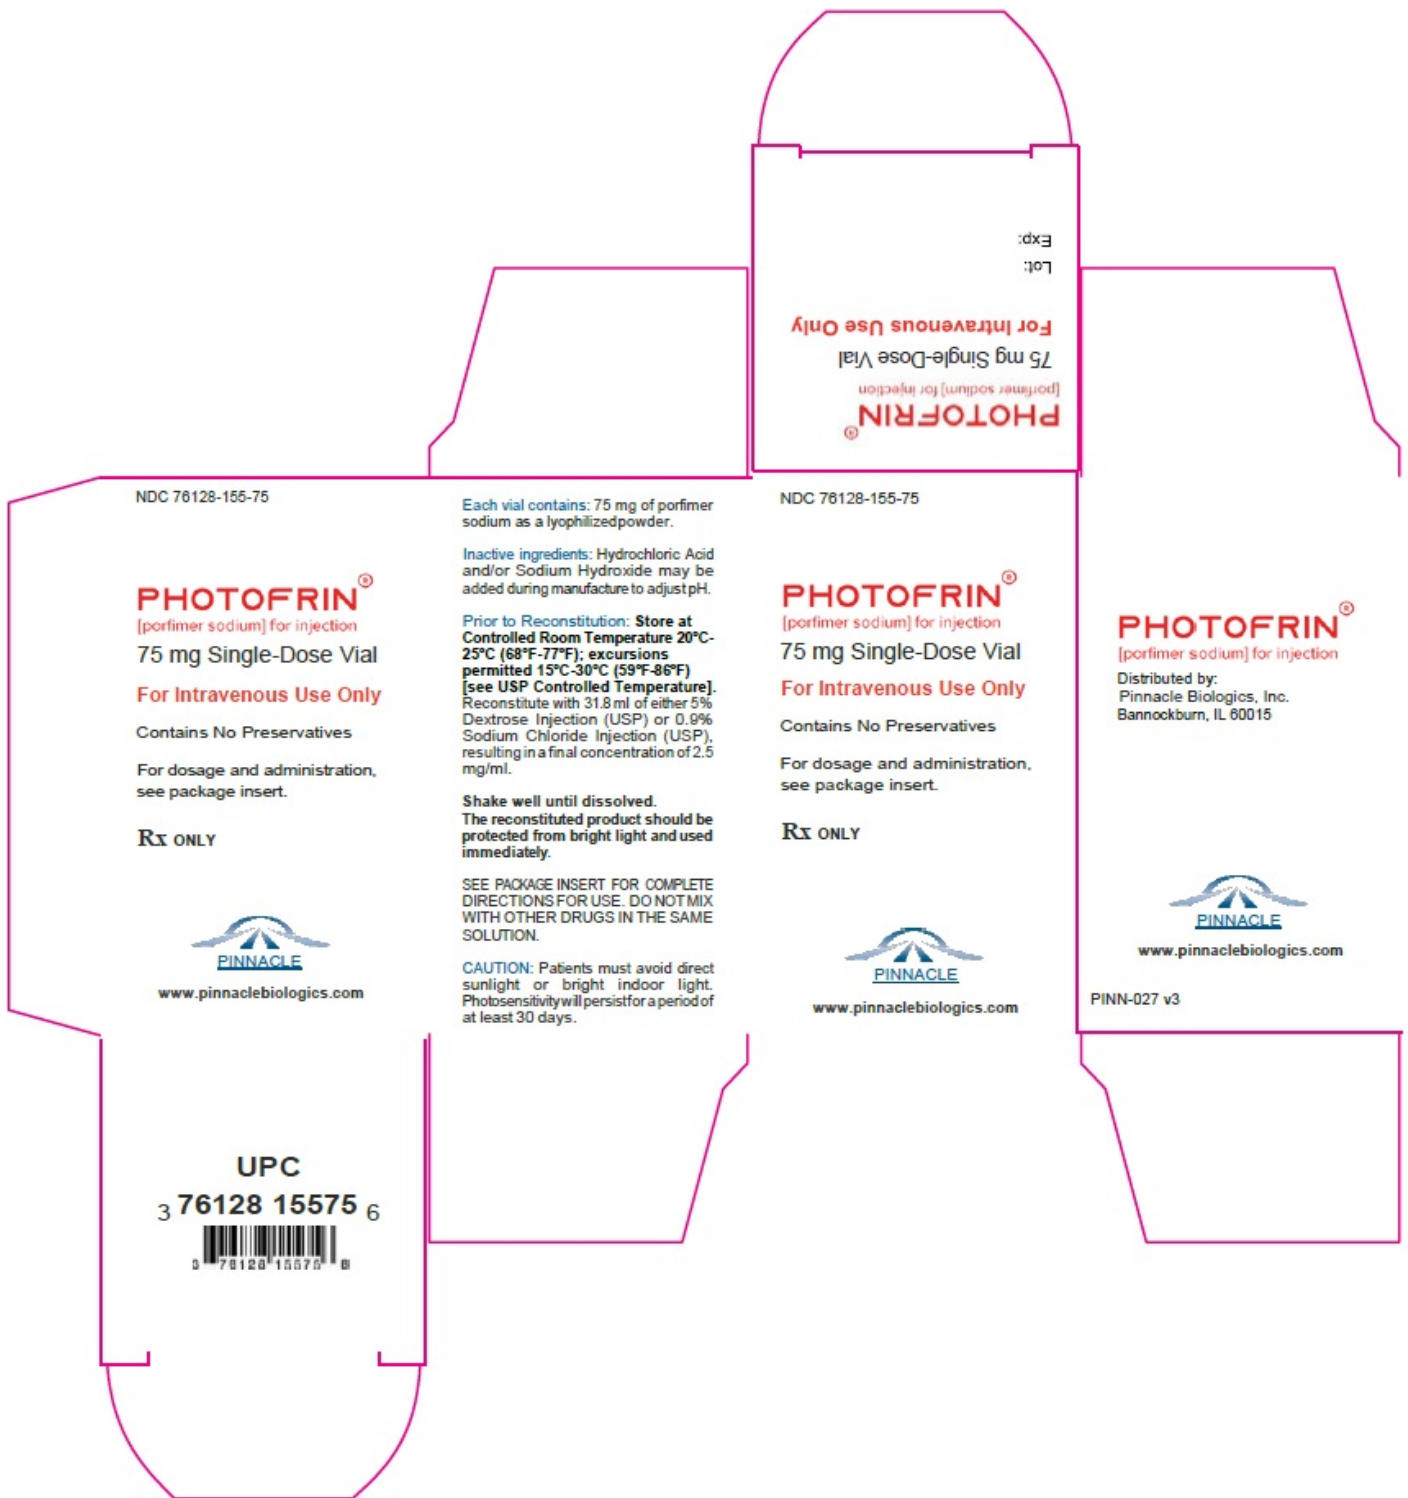 Exp:
Lot:
For Intravenous Use Only
75 mg Single-Dose Vial
[porfimer sodium] for injection
PHOTOFRIN®
NDC 76128-155-75
PHOTOFRIN®
[porfimer sodium] for injection
75 mg Single-Dose Vial
For Intravenous Use Only
Contains No Preservatives
For dosage and administration,
see package insert.
Rx ONLY
PINNACLE
www.pinnaclebiologics.com
Each vial contains: 75 mg of porfimer
sodium as a lyophilizedpowder.
Inactive ingredients: Hydrochloric Acid
and/or Sodium Hydroxide may be
added during manufacture to adjust pH.
Prior to Reconstitution: Store at
Controlled Room Temperature 20°C-
25°C (68°F-77°F); excursions
permitted 15°C-30°C (59°F-86°F)
[see USP Controlled Temperature].
Reconstitute with 31.8 ml of either 5%
Dextrose Injection (USP) or 0.9%
Sodium Chloride Injection (USP),
resulting in a final concentration of 2.5
mg/ml.
Shake well until dissolved.
The reconstituted product should be
protected from bright light and used
immediately.
SEE PACKAGE INSERT FOR COMPLETE
DIRECTIONS FOR USE. DO NOT MIX
WITH OTHER DRUGS IN THE SAME
SOLUTION.
CAUTION: Patients must avoid direct
sunlight or bright indoor light.
Photosensitivity will persist for a period of
at least 30 days.
NDC 76128-155-75
PHOTOFRIN®
[porfimer sodium] for injection
75 mg Single-Dose Vial
For Intravenous Use Only
Contains No Preservatives
For dosage and administration,
see package insert.
Rx ONLY
PINNACLE
www.pinnaclebiologics.com
PHOTOFRIN®
[porfimer sodium] for injection
Distributed by:
Pinnacle Biologics, Inc.
Bannockburn, IL 60015
PINNACLE
www.pinnaclebiologics.com
PINN-027 v3
UPC
3 76128 15575 6
3 76128 15575 6